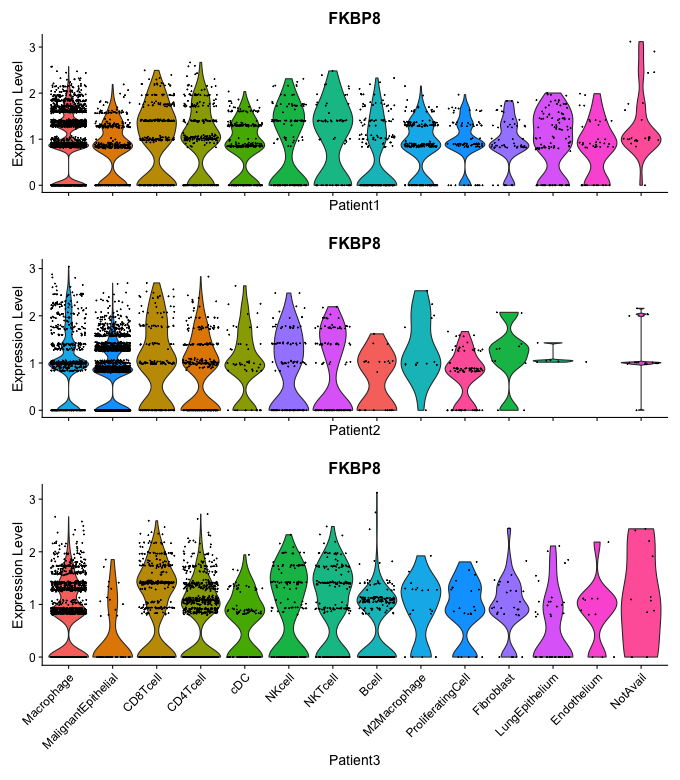 FKBP8
Expression Level
3
2
1
0
Patient1
FKBP8
Expression Level
3
2
1
0
Patient2
FKBP8
Expression Level
3
2
1
0
Macrophage
MalignantEpithelial
CD8Tcell
CD4Tcell
cDC
NKcell
NKTcell
Bcell
M2Macrophage
ProliferatingCell
Fibroblast
LungEpithelium
Endothelium
NotAvail
Patient3